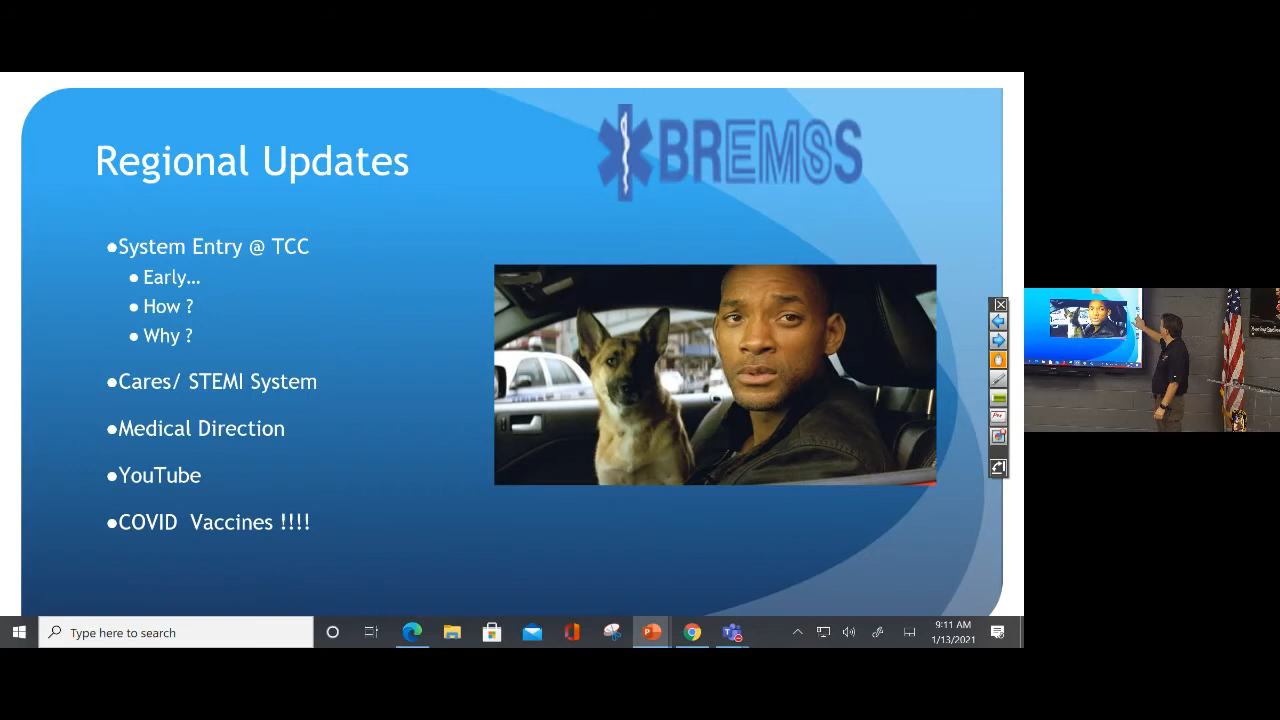 BREMSS
Regional Updates
●System Entry @ TCC
● Early…
● How ?
● Why ?
●Cares/ STEMI System
●Medical Direction
●YouTube
●COVID Vaccines !!!!
Pen
Type here to search
9:11 AM
1/13/2021